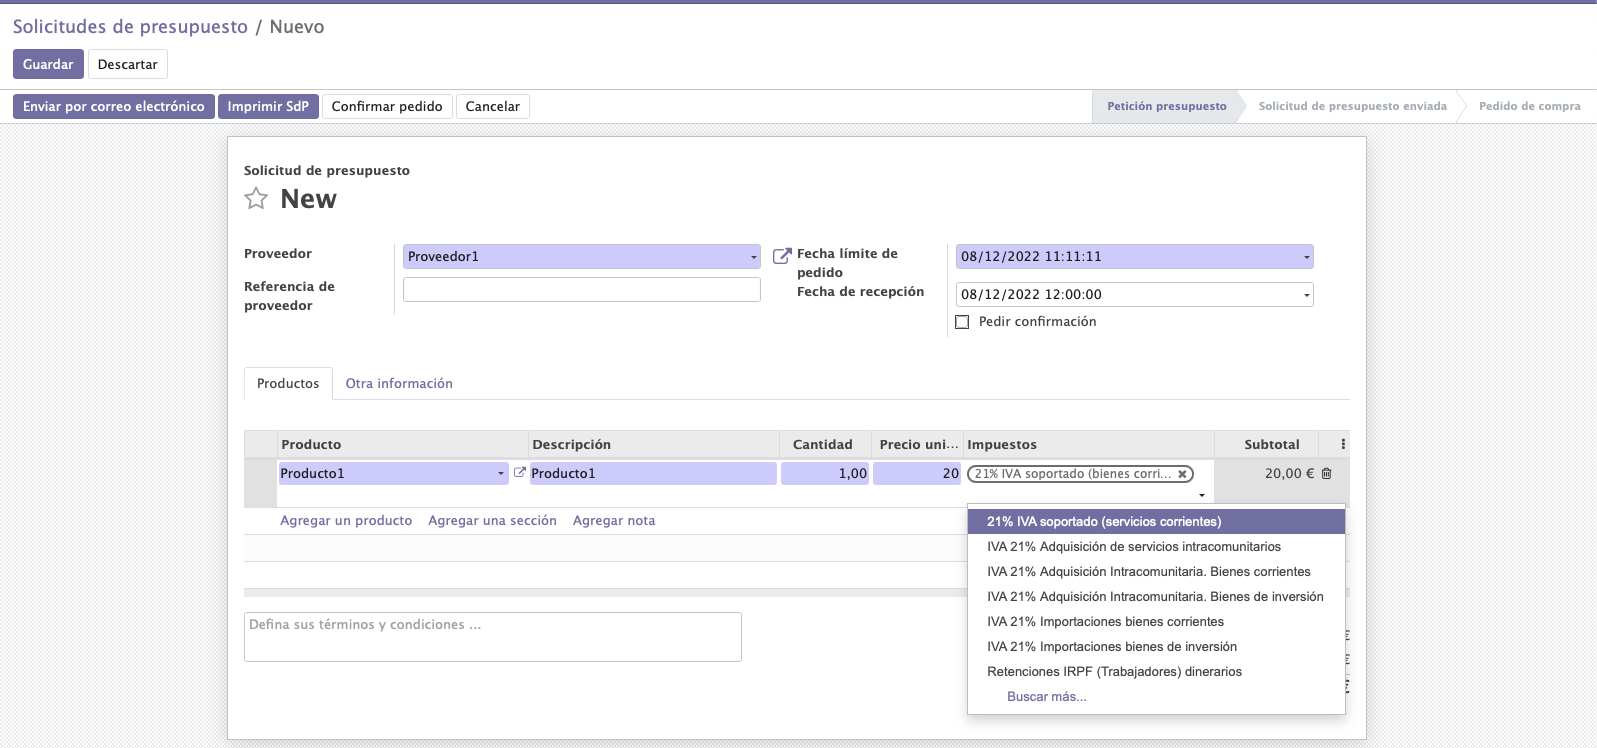 Solicitudes de presupuesto / Nuevo
Guardar Descartar
Enviar por correo electrónico Imprimir SdP Confirmar pedido Cancelar Petición presupuesto Solicitud de presupuesto enviada Pedido de compra
Solicitud de presupuesto
New
Proveedor Proveedor1
Referencia de
proveedor
Fecha límite de
pedido
08/12/2022 11:11:11
Fecha de recepción 08/12/2022 12:00:00
Pedir confirmación
Productos Otra información
Producto Descripción Cantidad Precio uni... Impuestos Subtotal
Producto1 Producto1 1,00 20 21% IVA soportado (bienes corri... 20,00 €
Agregar un producto Agregar una sección Agregar nota
21% IVA soportado (servicios corrientes)
IVA 21% Adquisición de servicios intracomunitarios
IVA 21% Adquisición Intracomunitaria. Bienes corrientes
IVA 21% Adquisición Intracomunitaria. Bienes de inversión
IVA 21% Importaciones bienes corrientes
IVA 21% Importaciones bienes de inversión
Retenciones IRPF (Trabajadores) dinerarios
Buscar más...
Defina sus términos y condiciones ...